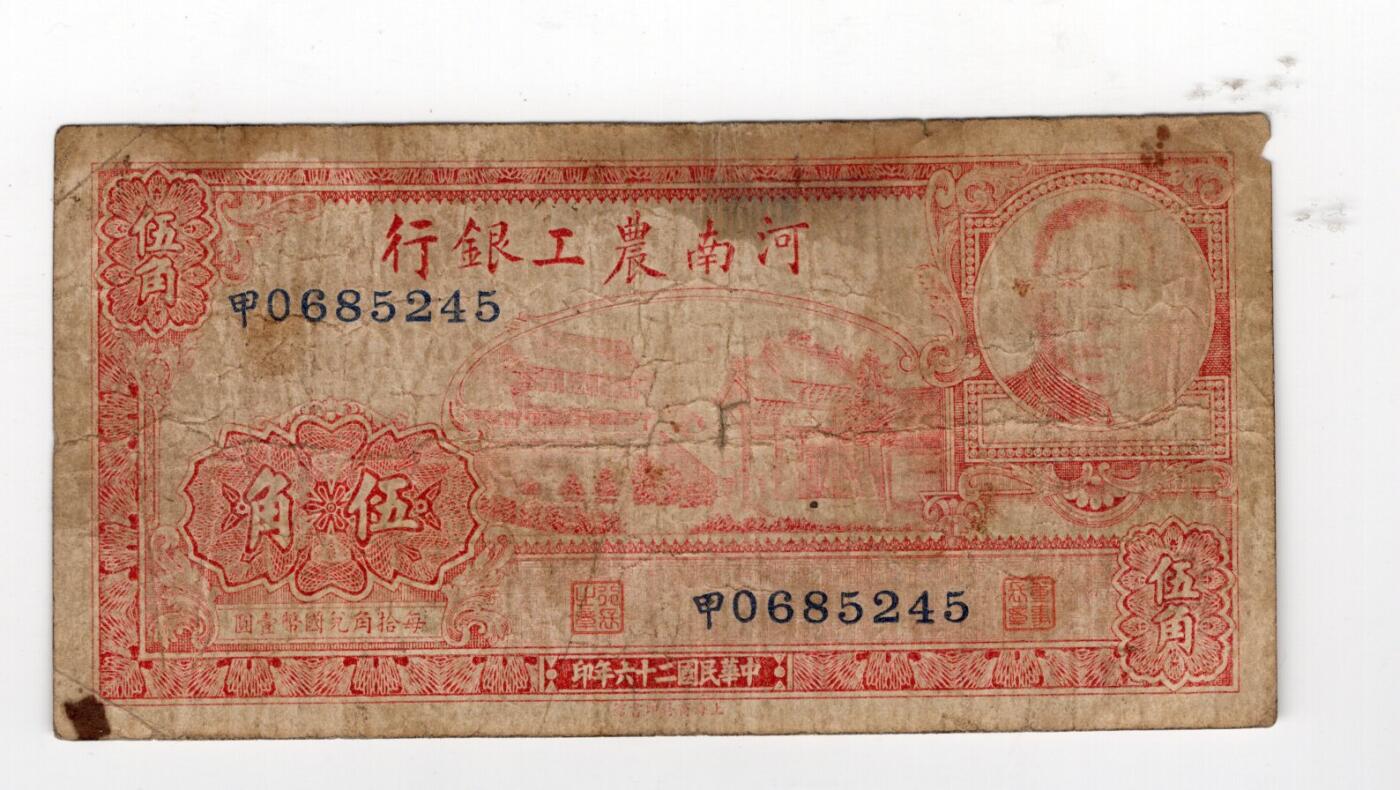 河南農工銀行
伍角
甲0685245
伍角
每拾角兌國幣壹圓
甲0685245
伍角
中華民國二十六年印